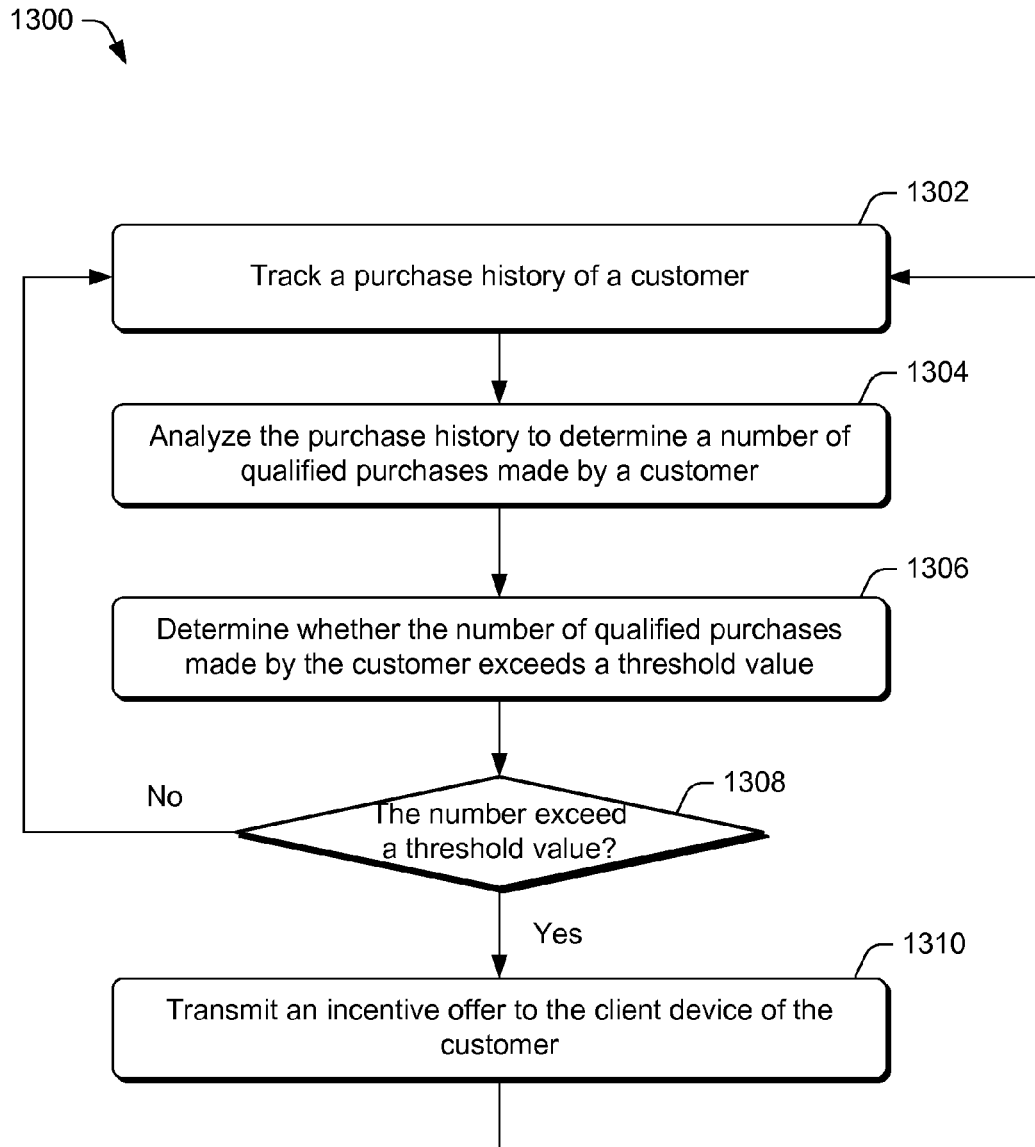 1300
1302
Track a purchase history of a customer
1304
Analyze the purchase history to determine a number of
qualified purchases made by a customer
1306
Determine whether the number of qualified purchases
made by the customer exceeds a threshold value
1308
No
The number exceed
a threshold value?
Yes
1310
Transmit an incentive offer to the client device of the
customer